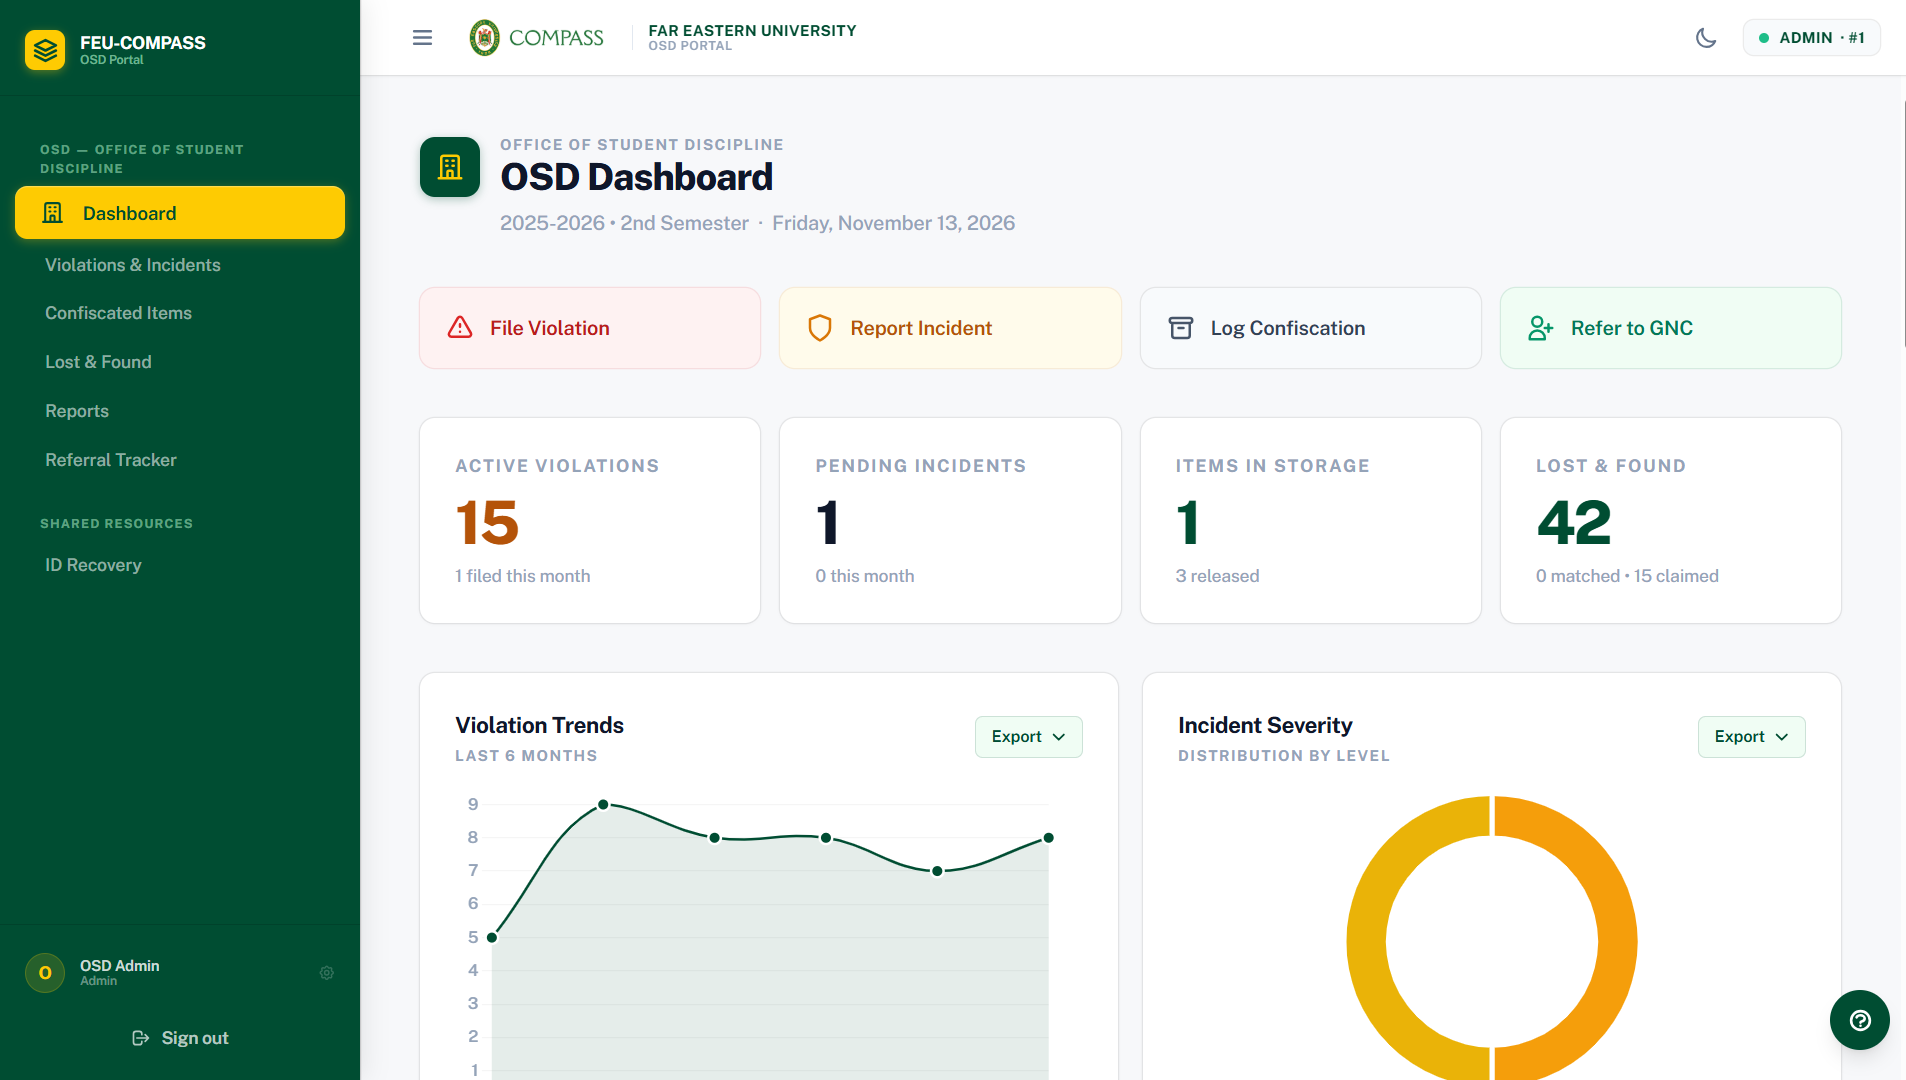 FEU-COMPASS
OSD Portal
OSD — OFFICE OF STUDENT
DISCIPLINE
Dashboard
Violations & Incidents
Confiscated Items
Lost & Found
Reports
Referral Tracker
SHARED RESOURCES
ID Recovery
O
OSD Admin
Admin
Sign out
COMPASS
FAR EASTERN UNIVERSITY
OSD PORTAL
ADMIN · #1
OFFICE OF STUDENT DISCIPLINE
OSD Dashboard
2025-2026 • 2nd Semester · Friday, November 13, 2026
File Violation
Report Incident
Log Confiscation
Refer to GNC
ACTIVE VIOLATIONS
15
1 filed this month
PENDING INCIDENTS
1
0 this month
ITEMS IN STORAGE
1
3 released
LOST & FOUND
42
0 matched • 15 claimed
Violation Trends
LAST 6 MONTHS
Export
9
8
7
6
5
4
3
2
1
Incident Severity
DISTRIBUTION BY LEVEL
Export